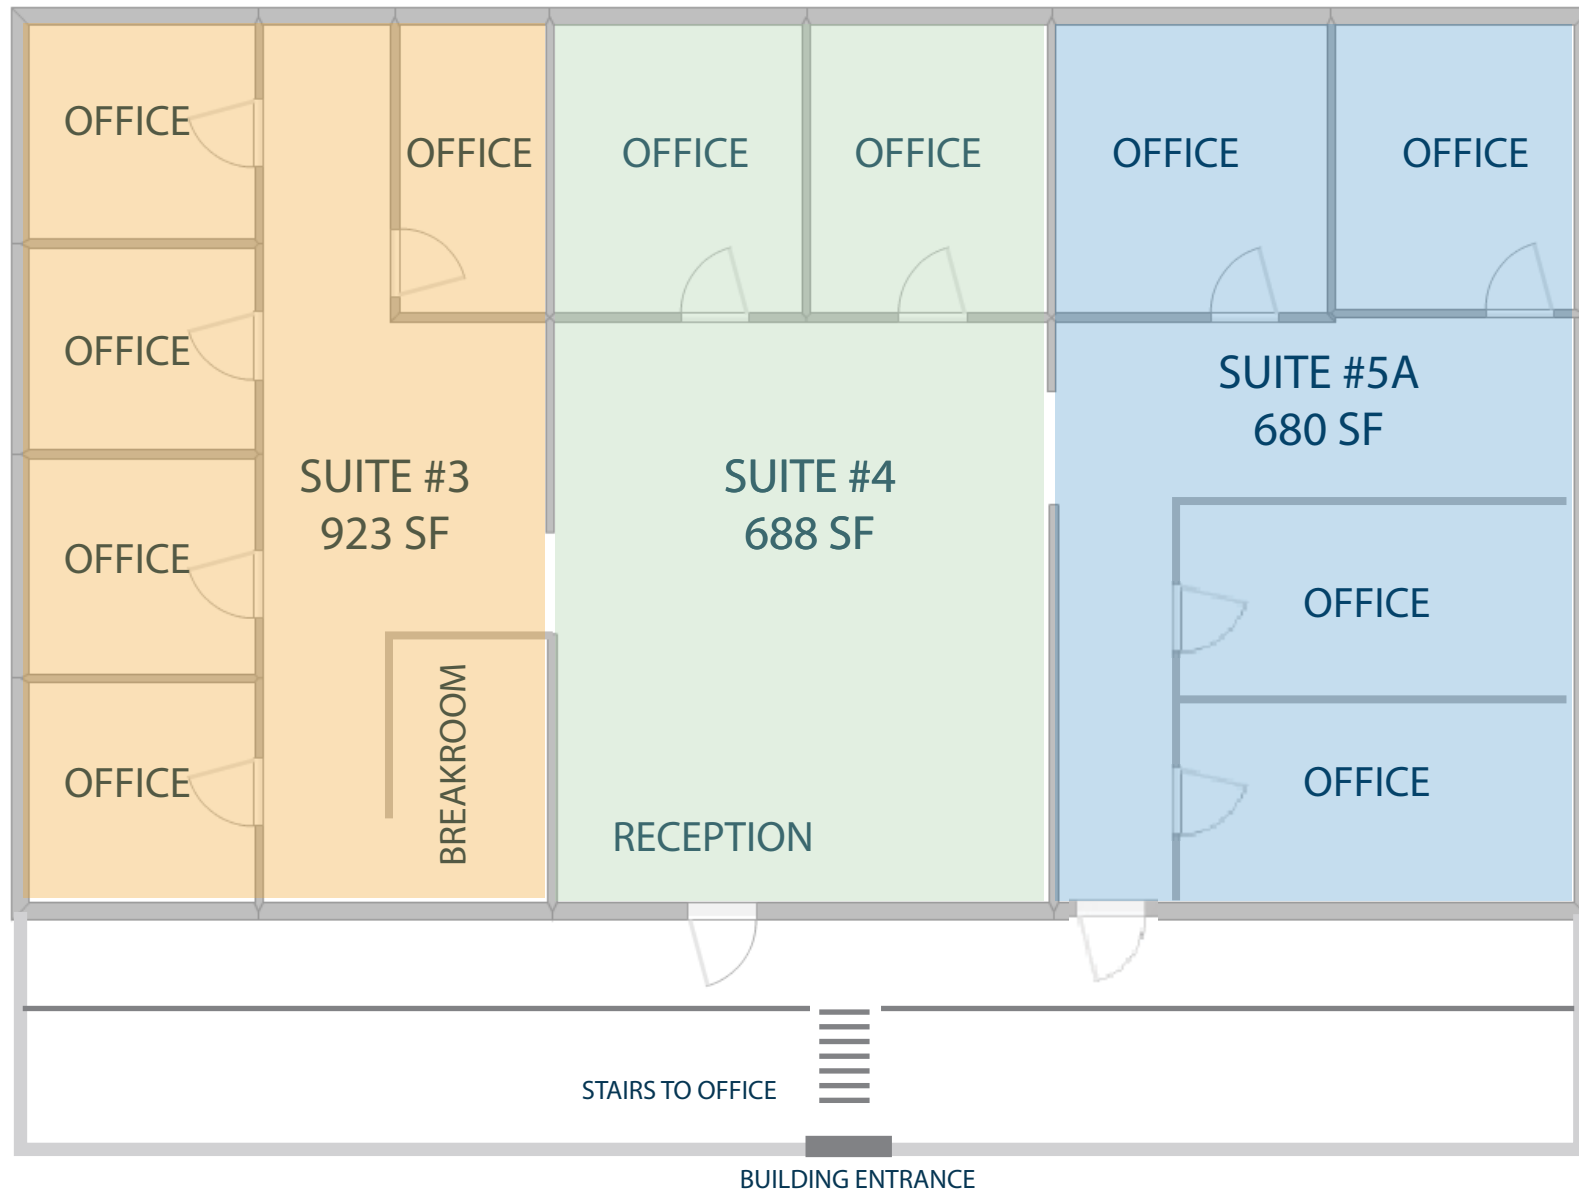 OFFICE
OFFICE
OFFICE
OFFICE
OFFICE
SUITE #3
923 SF
BREAKROOM
OFFICE
OFFICE
SUITE #4
688 SF
RECEPTION
OFFICE
OFFICE
SUITE #5A
680 SF
OFFICE
OFFICE
STAIRS TO OFFICE
BUILDING ENTRANCE